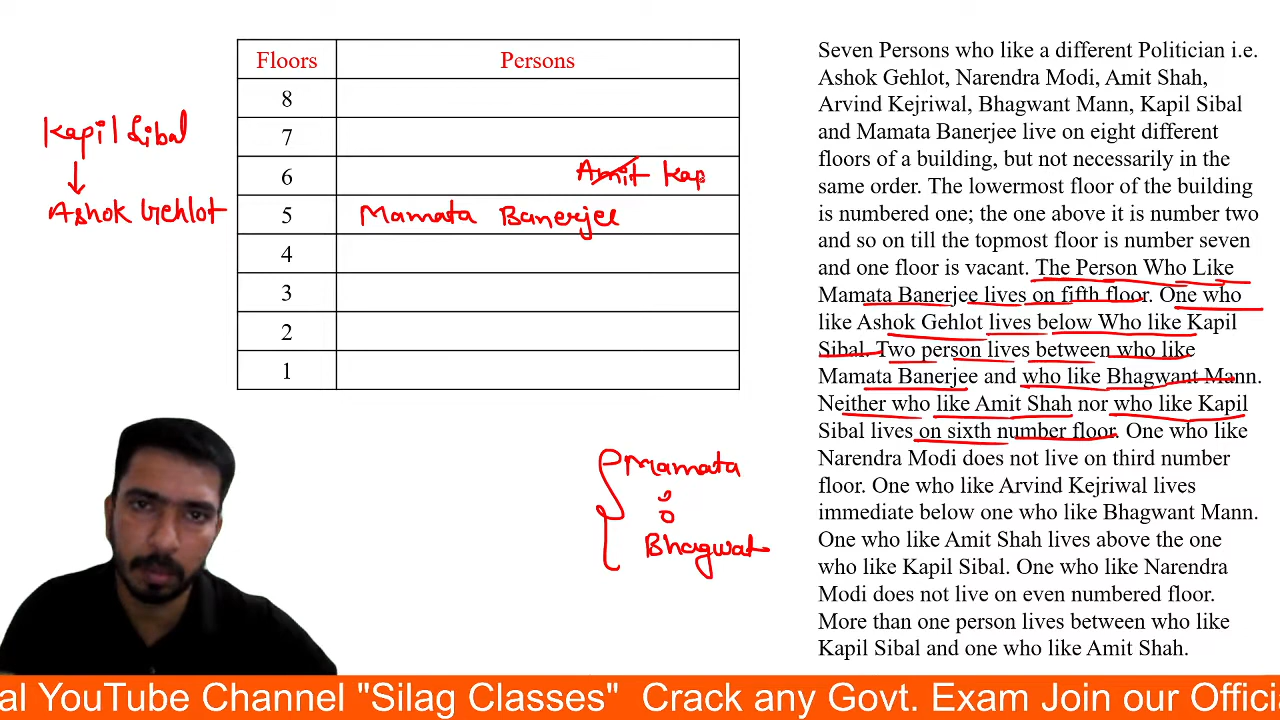 Floors Persons
8
7
6 Amit Kap
5 Mamata Banerjee
4
3
2
1
Kapil Sibal
Ashok Gehlot
Mamata
Bhagwat
Seven Persons who like a different Politician i.e.
Ashok Gehlot, Narendra Modi, Amit Shah,
Arvind Kejriwal, Bhagwant Mann, Kapil Sibal
and Mamata Banerjee live on eight different
floors of a building, but not necessarily in the
same order. The lowermost floor of the building
is numbered one; the one above it is number two
and so on till the topmost floor is number seven
and one floor is vacant. The Person Who Like
Mamata Banerjee lives on fifth floor. One who
like Ashok Gehlot lives below Who like Kapil
Sibal. Two person lives between who like
Mamata Banerjee and who like Bhagwant Mann.
Neither who like Amit Shah nor who like Kapil
Sibal lives on sixth number floor. One who like
Narendra Modi does not live on third number
floor. One who like Arvind Kejriwal lives
immediate below one who like Bhagwant Mann.
One who like Amit Shah lives above the one
who like Kapil Sibal. One who like Narendra
Modi does not live on even numbered floor.
More than one person lives between who like
Kapil Sibal and one who like Amit Shah.
al YouTube Channel "Silag Classes" Crack any Govt. Exam Join our Offici